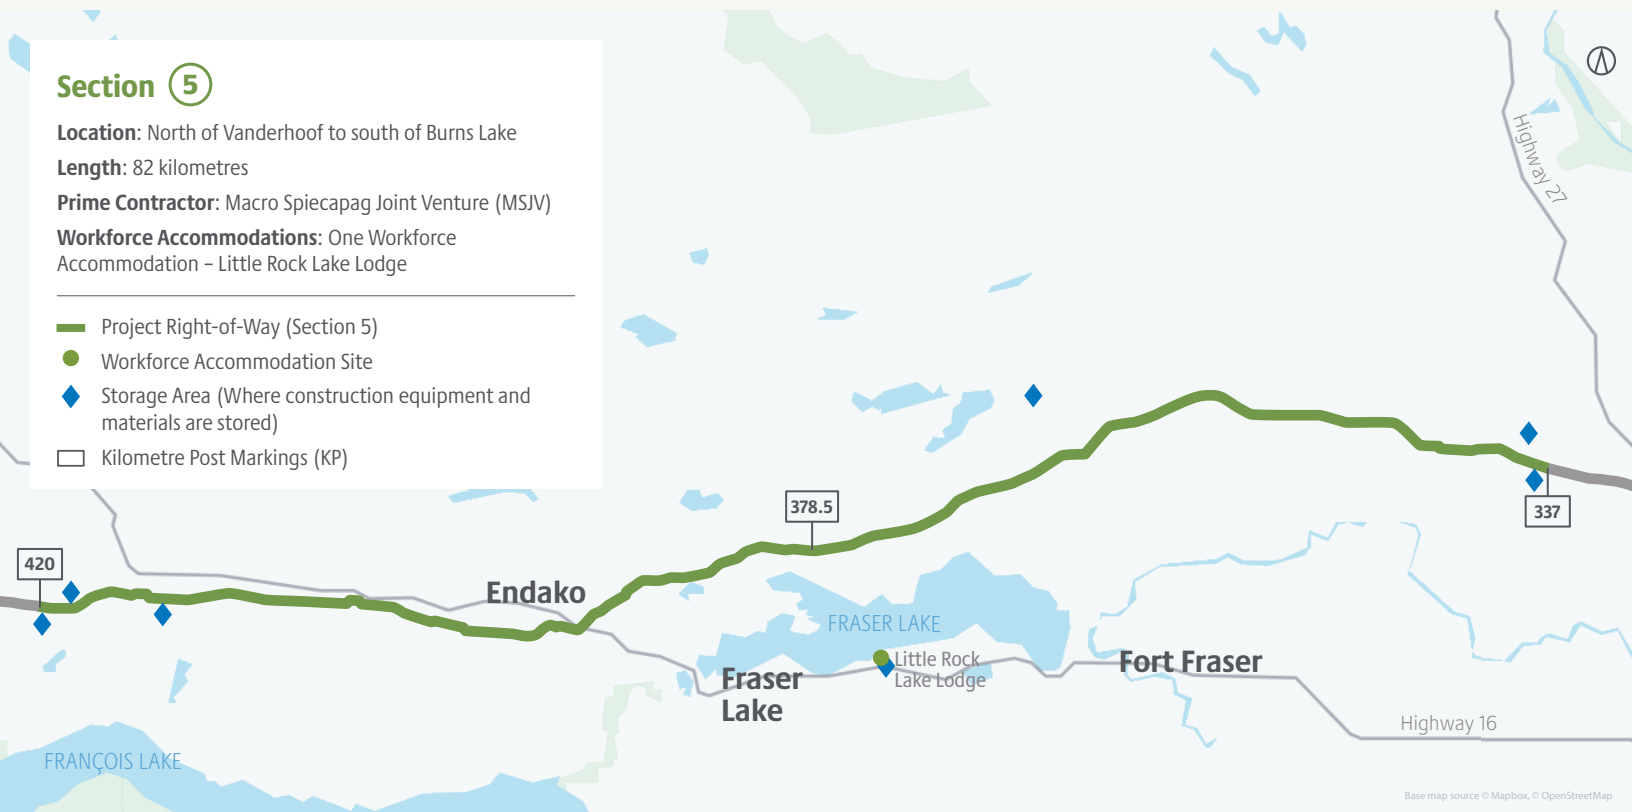 Section 5
Location: North of Vanderhoof to south of Burns Lake
Length: 82 kilometres
Prime Contractor: Macro Spiecapag Joint Venture (MSJV)
Workforce Accommodations: One Workforce
Accommodation – Little Rock Lake Lodge
Project Right-of-Way (Section 5)
Workforce Accommodation Site
Storage Area (Where construction equipment and
materials are stored)
Kilometre Post Markings (KP)
Highway 27
378.5
337
420
Endako
FRASER LAKE
Little Rock
Lake Lodge
Fort Fraser
Fraser
Lake
Highway 16
FRANÇOIS LAKE
Base map source © Mapbox, © OpenStreetMap